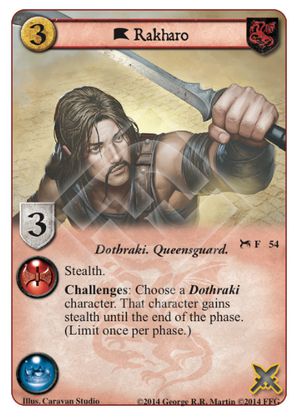 3
Rakharo
3
Dothraki. Queensguard.
F 54
Stealth.
Challenges: Choose a Dothraki
character. That character gains
stealth until the end of the phase.
(Limit once per phase.)
Illus. Caravan Studio
©2014 George R.R. Martin ©2014 FFG